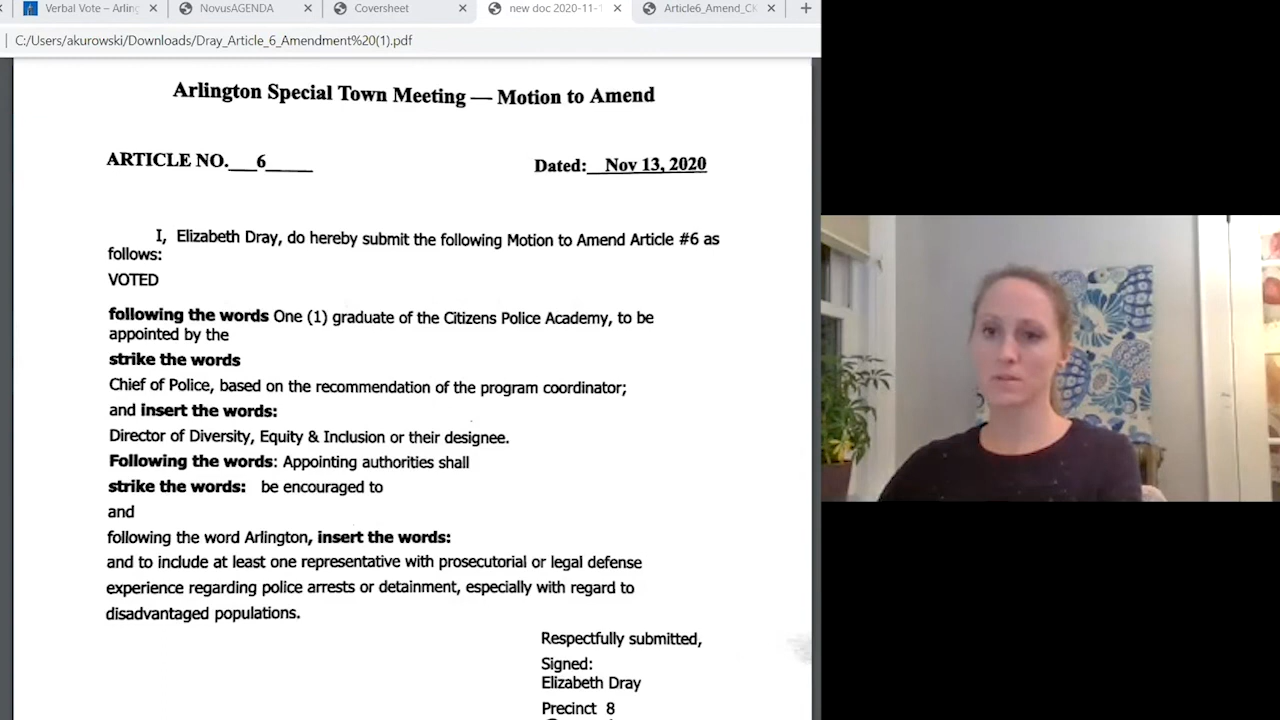 Verbal Vote – Arling
NovusAGENDA
Coversheet
new doc 2020-11-1
Article6_Amend_CK
C:/Users/akurowski/Downloads/Dray_Article_6_Amendment%20(1).pdf
Arlington Special Town Meeting — Motion to Amend
ARTICLE NO.___6_____
Dated:__Nov 13, 2020
I, Elizabeth Dray, do hereby submit the following Motion to Amend Article #6 as
follows:
VOTED
following the words One (1) graduate of the Citizens Police Academy, to be
appointed by the
strike the words
Chief of Police, based on the recommendation of the program coordinator;
and insert the words:
Director of Diversity, Equity & Inclusion or their designee.
Following the words: Appointing authorities shall
strike the words: be encouraged to
and
following the word Arlington, insert the words:
and to include at least one representative with prosecutorial or legal defense
experience regarding police arrests or detainment, especially with regard to
disadvantaged populations.
Respectfully submitted,
Signed:
Elizabeth Dray
Precinct 8